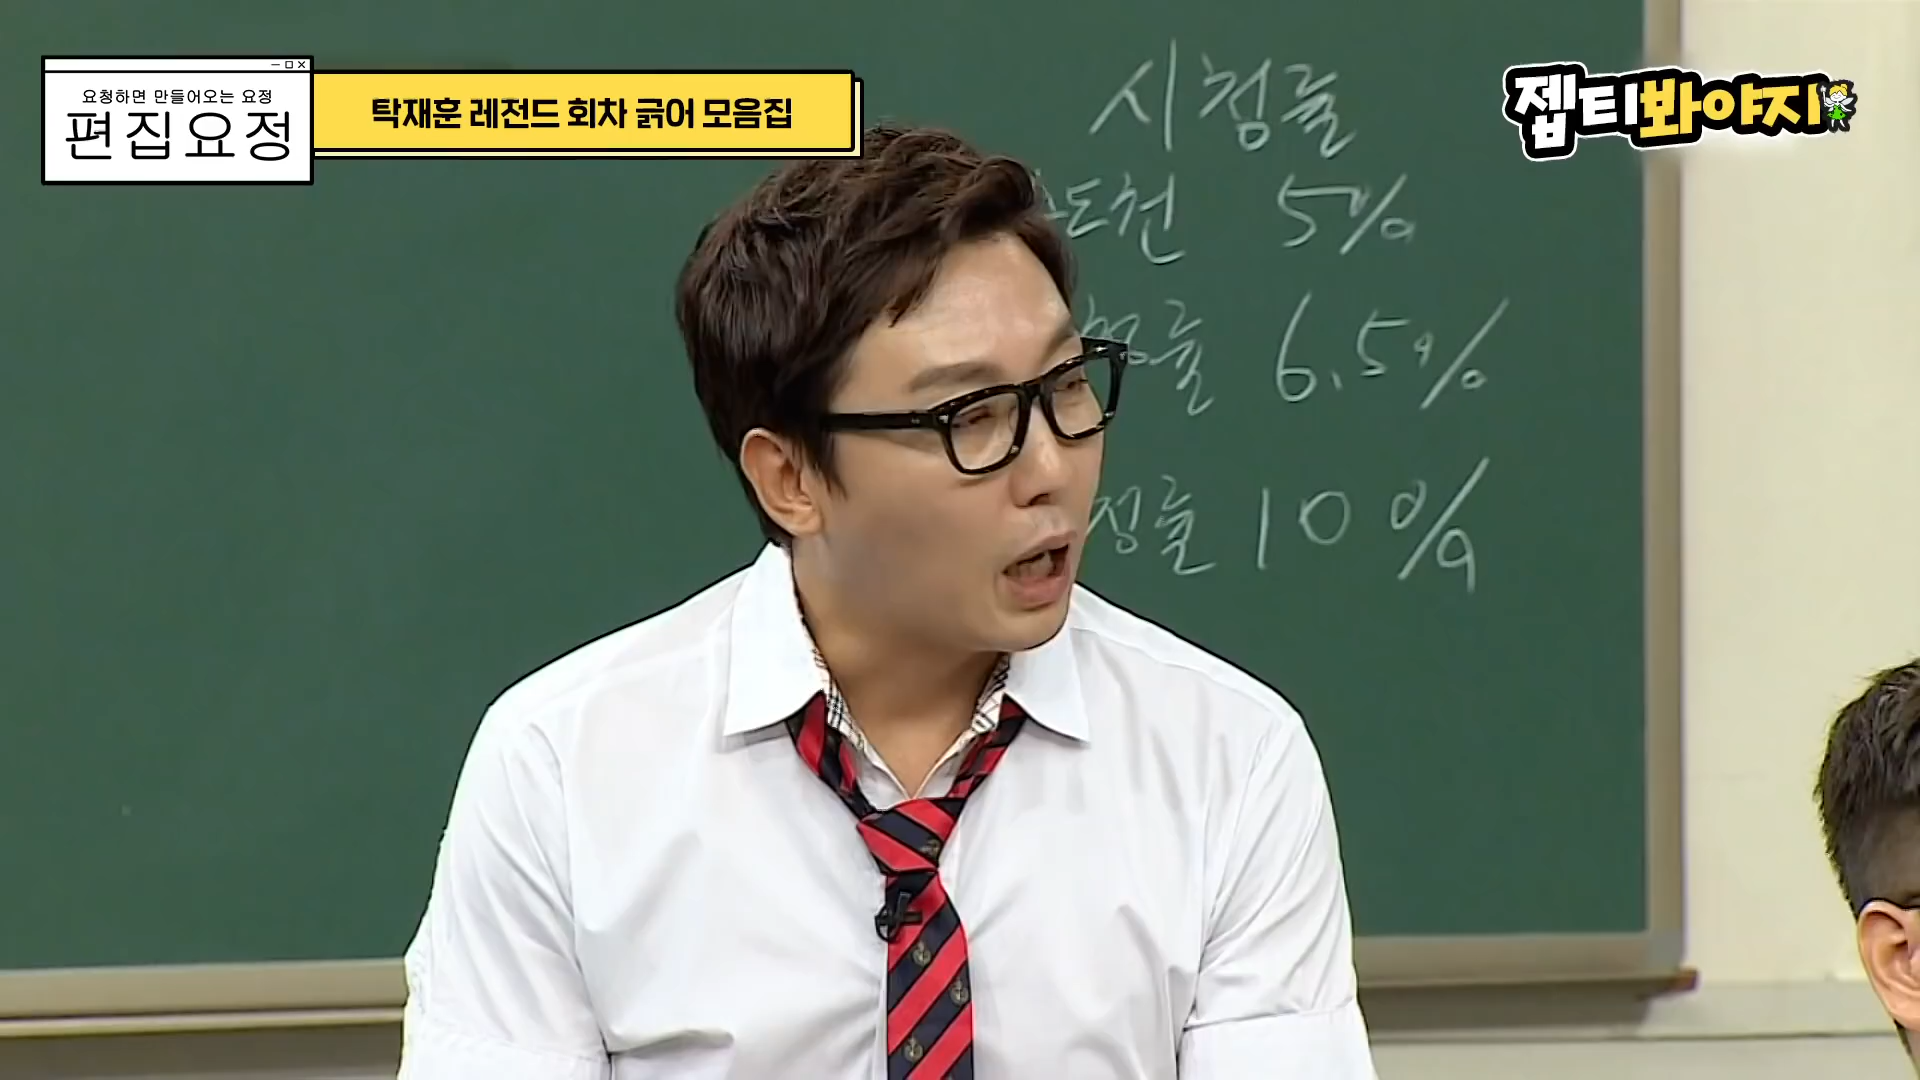 요청하면 만들어오는 요정
편집요정
탁재훈 레전드 회차 긁어 모음집
젭티봐야지
시청률
5%
6.5%
10%